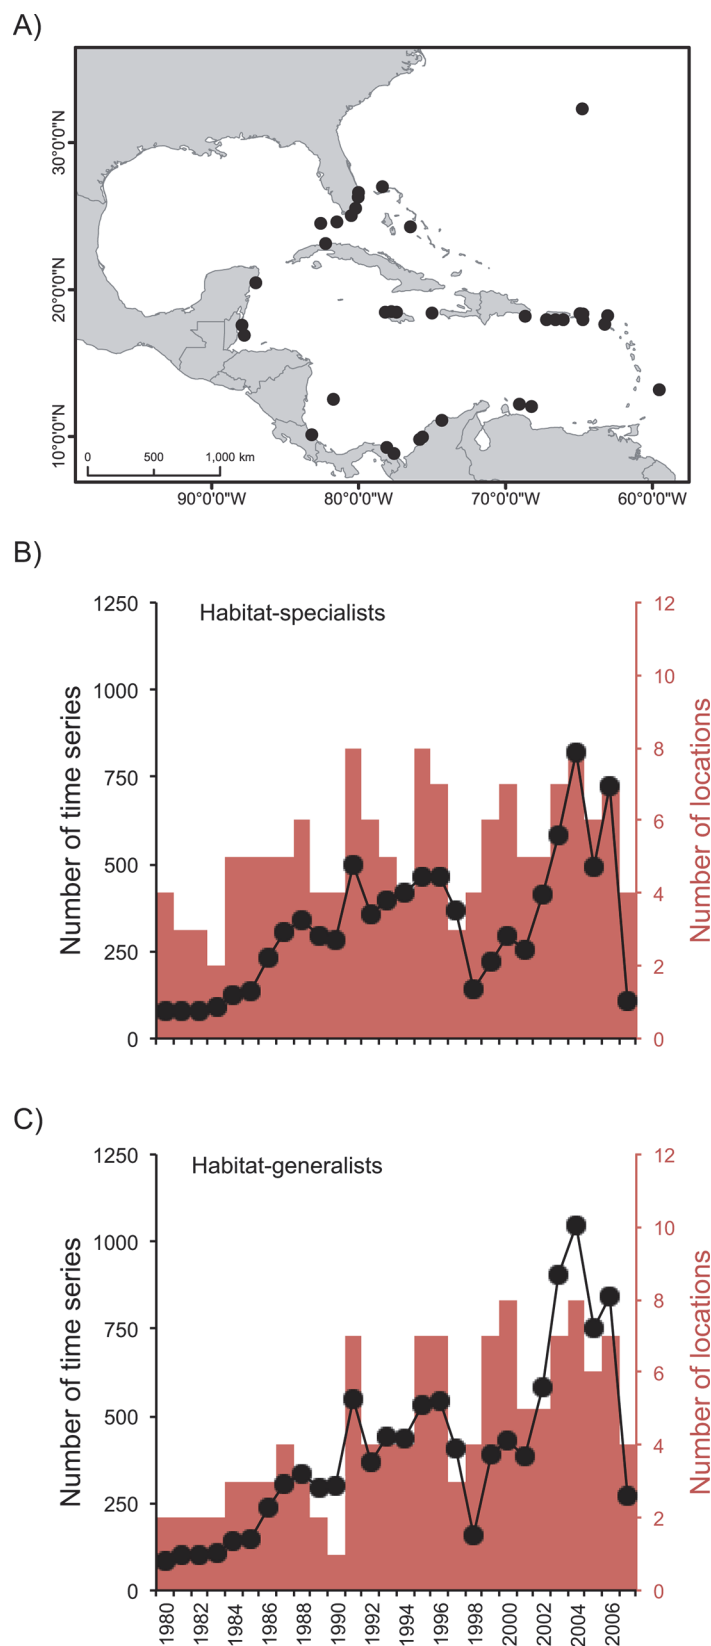 A)
30°0'0"N
20°0'0"N
10°0'0"N
0 500 1,000 km
90°0'0"W 80°0'0"W 70°0'0"W 60°0'0"W
B)
Habitat-specialists
Number of time series
1250
1000
750
500
250
0
12
10
8
6
4
2
0
Number of locations
C)
Habitat-generalists
Number of time series
1250
1000
750
500
250
0
12
10
8
6
4
2
0
Number of locations
1980 1982 1984 1986 1988 1990 1992 1994 1996 1998 2000 2002 2004 2006